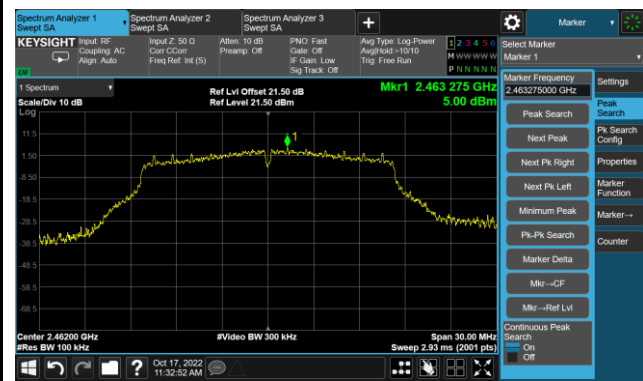 Spectrum Analyzer 1
Swept SA
Spectrum Analyzer 2
Swept SA
Spectrum Analyzer 3
Swept SA
+
Marker
KEYSIGHT
Input: RF
Coupling: AC
Align: Auto
Input Z: 50 Ω
Corr CCorr
Freq Ref: Int (S)
Atten: 10 dB
Preamp: Off
PNO: Fast
Gate: Off
IF Gain: Low
Sig Track: Off
Avg Type: Log-Power
Avg|Hold:>10/10
Trig: Free Run
1 2 3 4 5 6
M W W W W W
P N N N N N
LXI
Select Marker
Marker 1
1 Spectrum
Scale/Div 10 dB
Log
Ref Lvl Offset 21.50 dB
Ref Level 21.50 dBm
Mkr1 2.463 275 GHz
5.00 dBm
11.5
1.50
-8.50
-18.5
-28.5
-38.5
-48.5
-58.5
-68.5
1
Center 2.46200 GHz
#Res BW 100 kHz
#Video BW 300 kHz
Span 30.00 MHz
Sweep 2.93 ms (2001 pts)
Marker Frequency
2.463275000 GHz
Peak Search
Next Peak
Next Pk Right
Next Pk Left
Minimum Peak
Pk-Pk Search
Marker Delta
Mkr→CF
Mkr→Ref Lvl
Continuous Peak
Search
On
Off
Settings
Peak
Search
Pk Search
Config
Properties
Marker
Function
Marker→
Counter
?
Oct 17, 2022
11:32:52 AM